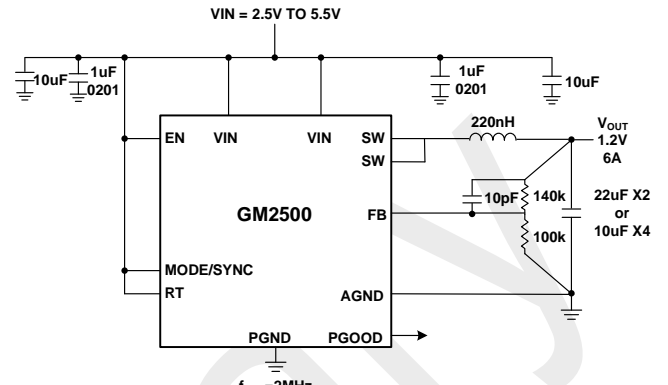 VIN = 2.5V TO 5.5V
10uF
1uF
0201
1uF
0201
10uF
EN
VIN
VIN
SW
SW
220nH
VOUT
1.2V
6A
GM2500
FB
10pF
140k
100k
22uF X2
or
10uF X4
MODE/SYNC
RT
AGND
PGND
PGOOD